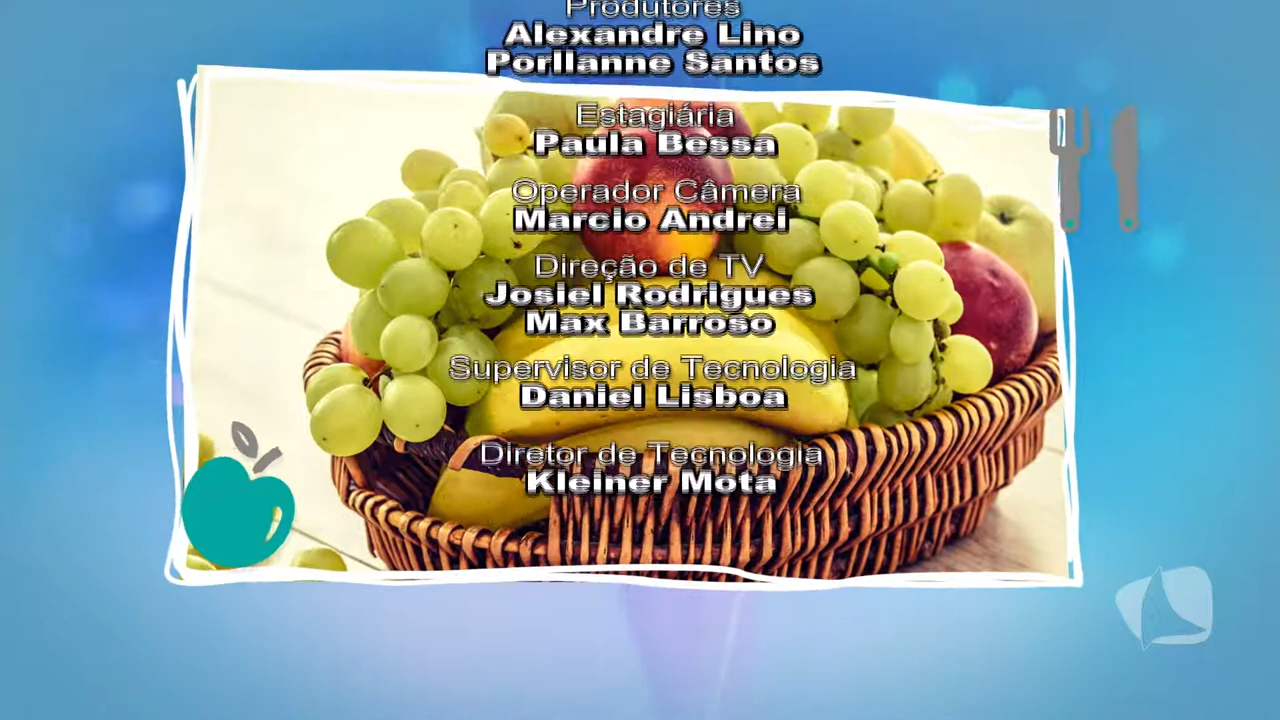 Produtores
Alexandre Lino
Porllanne Santos
Estagiária
Paula Bessa
Operador Câmera
Marcio Andrei
Direção de TV
Josiel Rodrigues
Max Barroso
Supervisor de Tecnologia
Daniel Lisboa
Diretor de Tecnologia
Kleiner Mota